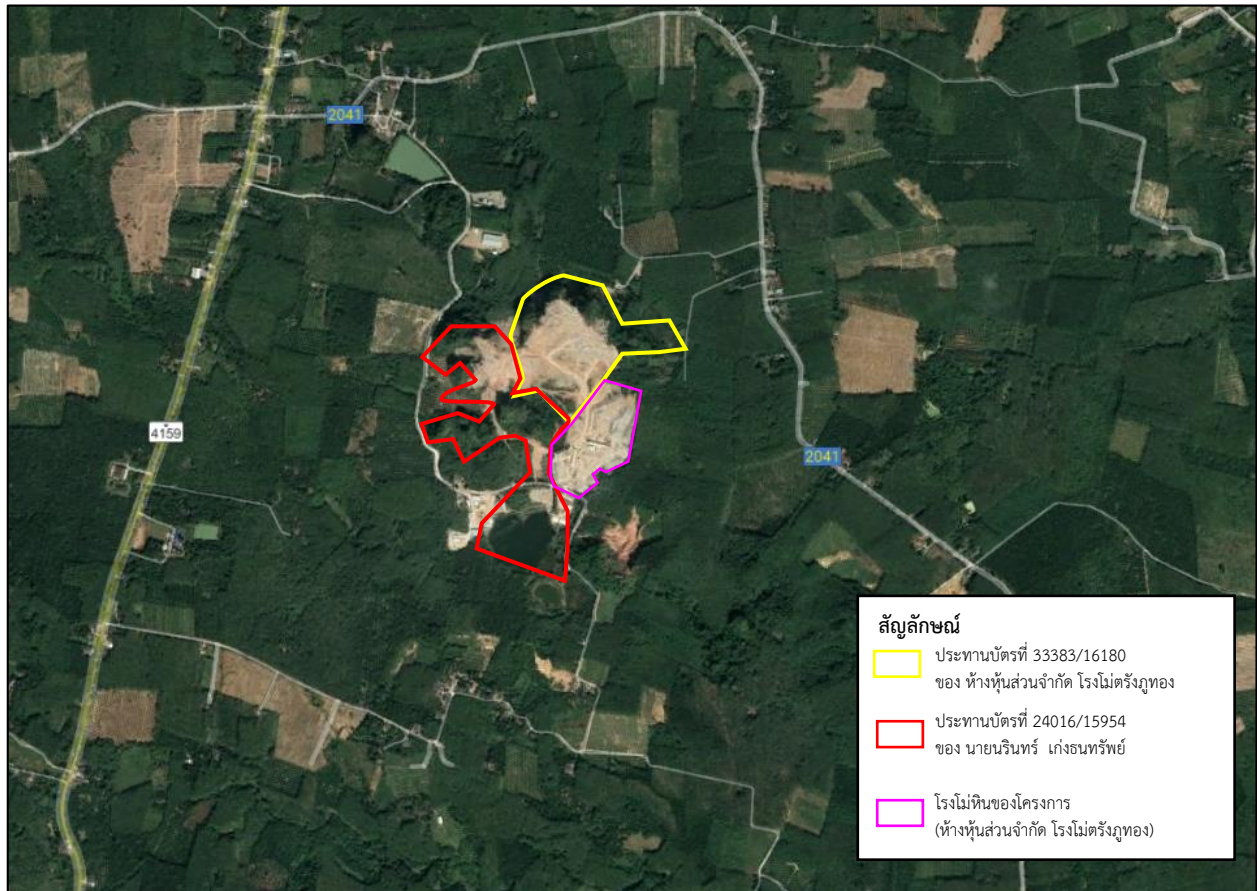 2041
4159
2041
สัญลักษณ์
ประทานบัตรที่ 33383/16180
ของ ห้างหุ้นส่วนจำกัด โรงโม่ตรังภูทอง
ประทานบัตรที่ 24016/15954
ของ นายนรินทร์ เก่งธนทรัพย์
โรงโม่หินของโครงการ
(ห้างหุ้นส่วนจำกัด โรงโม่ตรังภูทอง)